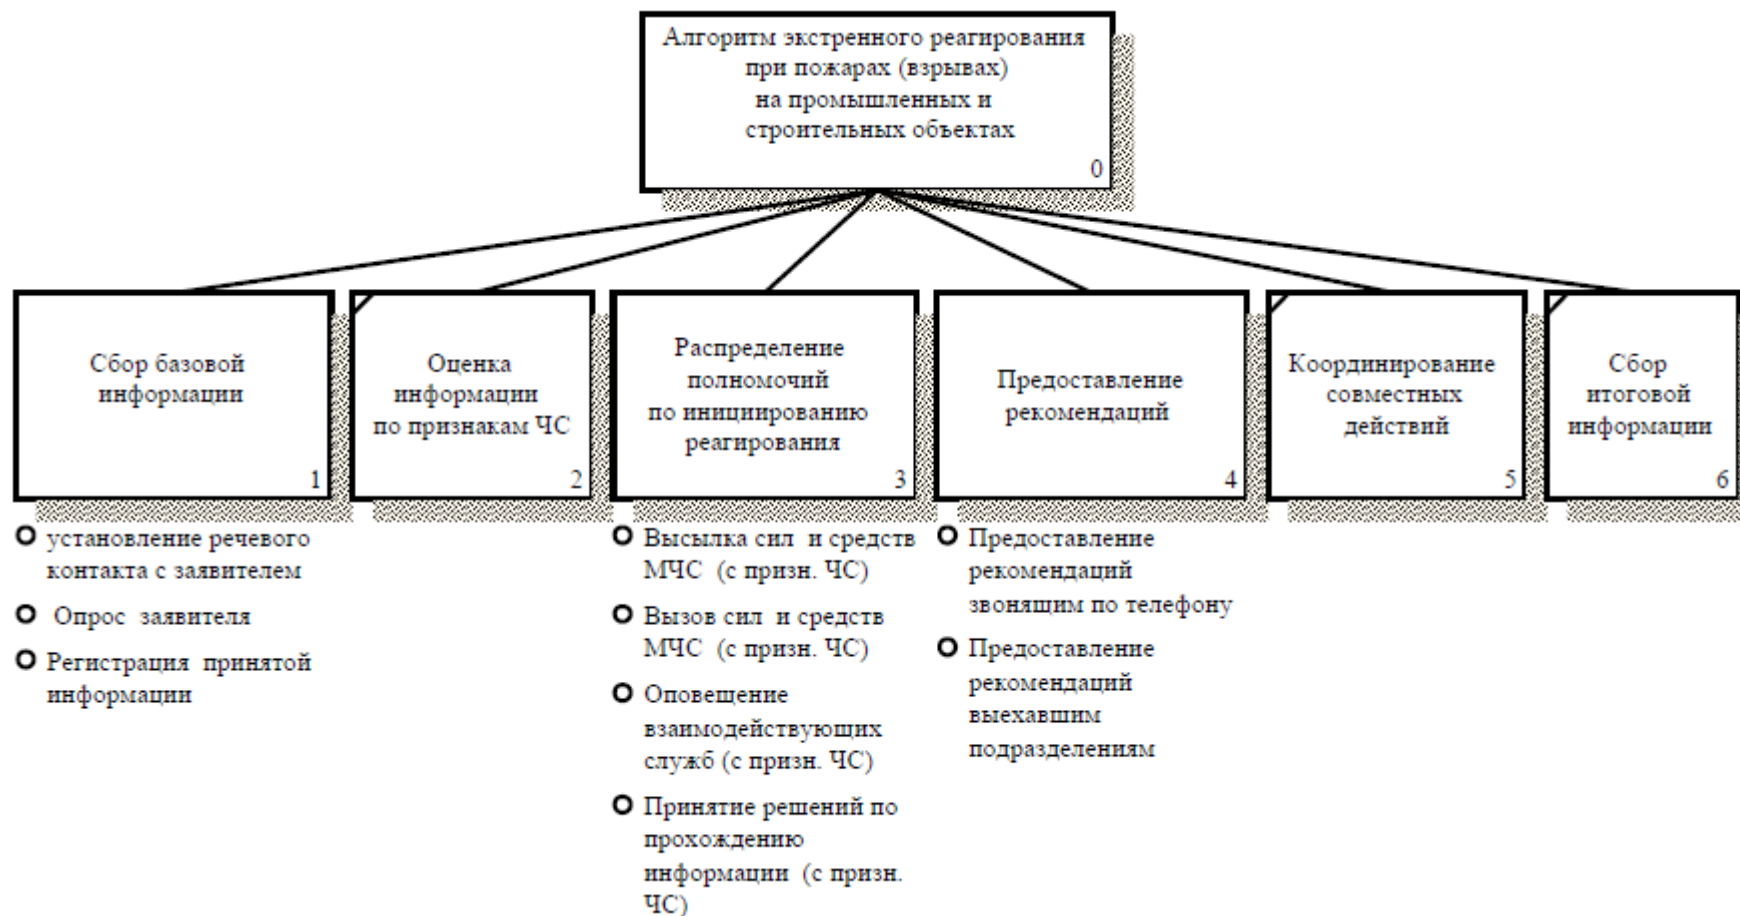 Алгоритм экстренного реагирования
при пожарах (взрывах)
на промышленных и
строительных объектах
0
Сбор базовой
информации
1
Оценка
информации
по признакам ЧС
2
Распределение
полномочий
по инициированию
реагирования
3
Предоставление
рекомендаций
4
Координирование
совместных
действий
5
Сбор
итоговой
информации
6
установление речевого
контакта с заявителем
Опрос заявителя
Регистрация принятой
информации
Высылка сил и средств
МЧС (с призн. ЧС)
Вызов сил и средств
МЧС (с призн. ЧС)
Оповещение
взаимодействующих
служб (с призн. ЧС)
Принятие решений по
прохождению
информации (с призн.
ЧС)
Предоставление
рекомендаций
звонящим по телефону
Предоставление
рекомендаций
выехавшим
подразделениям